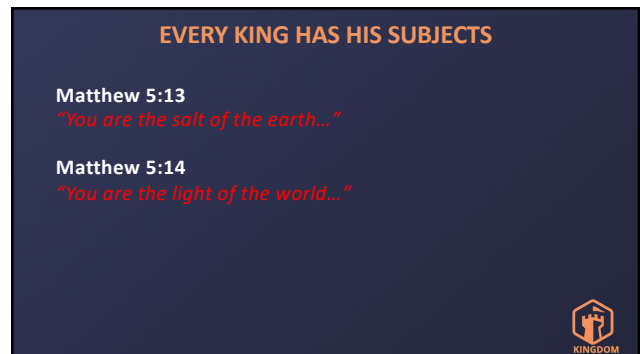 EVERY KING HAS HIS SUBJECTS
Matthew 5:13
“You are the salt of the earth…”
Matthew 5:14
“You are the light of the world…”
KINGDOM